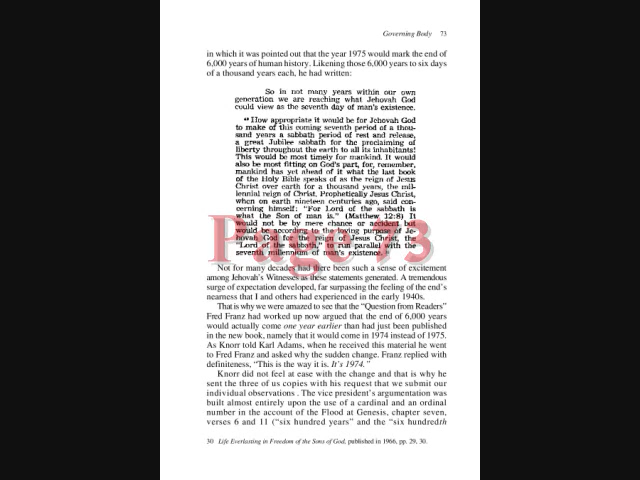 Governing Body 73
in which it was pointed out that the year 1975 would mark the end of
6,000 years of human history. Likening those 6,000 years to six days
of a thousand years each, he had written:
So in not many years within our own
generation we are reaching what Jehovah God
could view as the seventh day of man's existence.
How appropriate it would be for Jehovah God
to make of this coming seventh period of a thou-
sand years a sabbath period of rest and release,
a great Jubilee sabbath for the proclaiming of
liberty throughout the earth to all its inhabitants!
This would be most timely for mankind. It would
also be most fitting on God's part, for, remember,
mankind has yet ahead of it what the last book
of the Holy Bible speaks of as the reign of Jesus
Christ over earth for a thousand years, the mil-
lennial reign of Christ. Prophetically Jesus Christ,
when on earth nineteen centuries ago, said con-
cerning himself: "For Lord of the sabbath is
what the Son of man is." (Matthew 12:8) It
would not be by mere chance or accident but
would be according to the loving purpose of Je-
hovah God for the reign of Jesus Christ, the
"Lord of the sabbath," to run parallel with the
seventh millennium of man's existence.
Page 73
Not for many decades had there been such a sense of excitement
among Jehovah's Witnesses as these statements generated. A tremendous
surge of expectation developed, far surpassing the feeling of the end's
nearness that I and others had experienced in the early 1940s.
That is why we were amazed to see that the "Question from Readers"
Fred Franz had worked up now argued that the end of 6,000 years
would actually come one year earlier than had just been published
in the new book, namely that it would come in 1974 instead of 1975.
As Knorr told Karl Adams, when he received this material he went
to Fred Franz and asked why the sudden change. Franz replied with
definiteness, "This is the way it is. It's 1974."
Knorr did not feel at ease with the change and that is why he
sent the three of us copies with his request that we submit our
individual observations . The vice president's argumentation was
built almost entirely upon the use of a cardinal and an ordinal
number in the account of the Flood at Genesis, chapter seven,
verses 6 and 11 ("six hundred years" and the "six hundredth
30 Life Everlasting in Freedom of the Sons of God, published in 1966, pp. 29, 30.